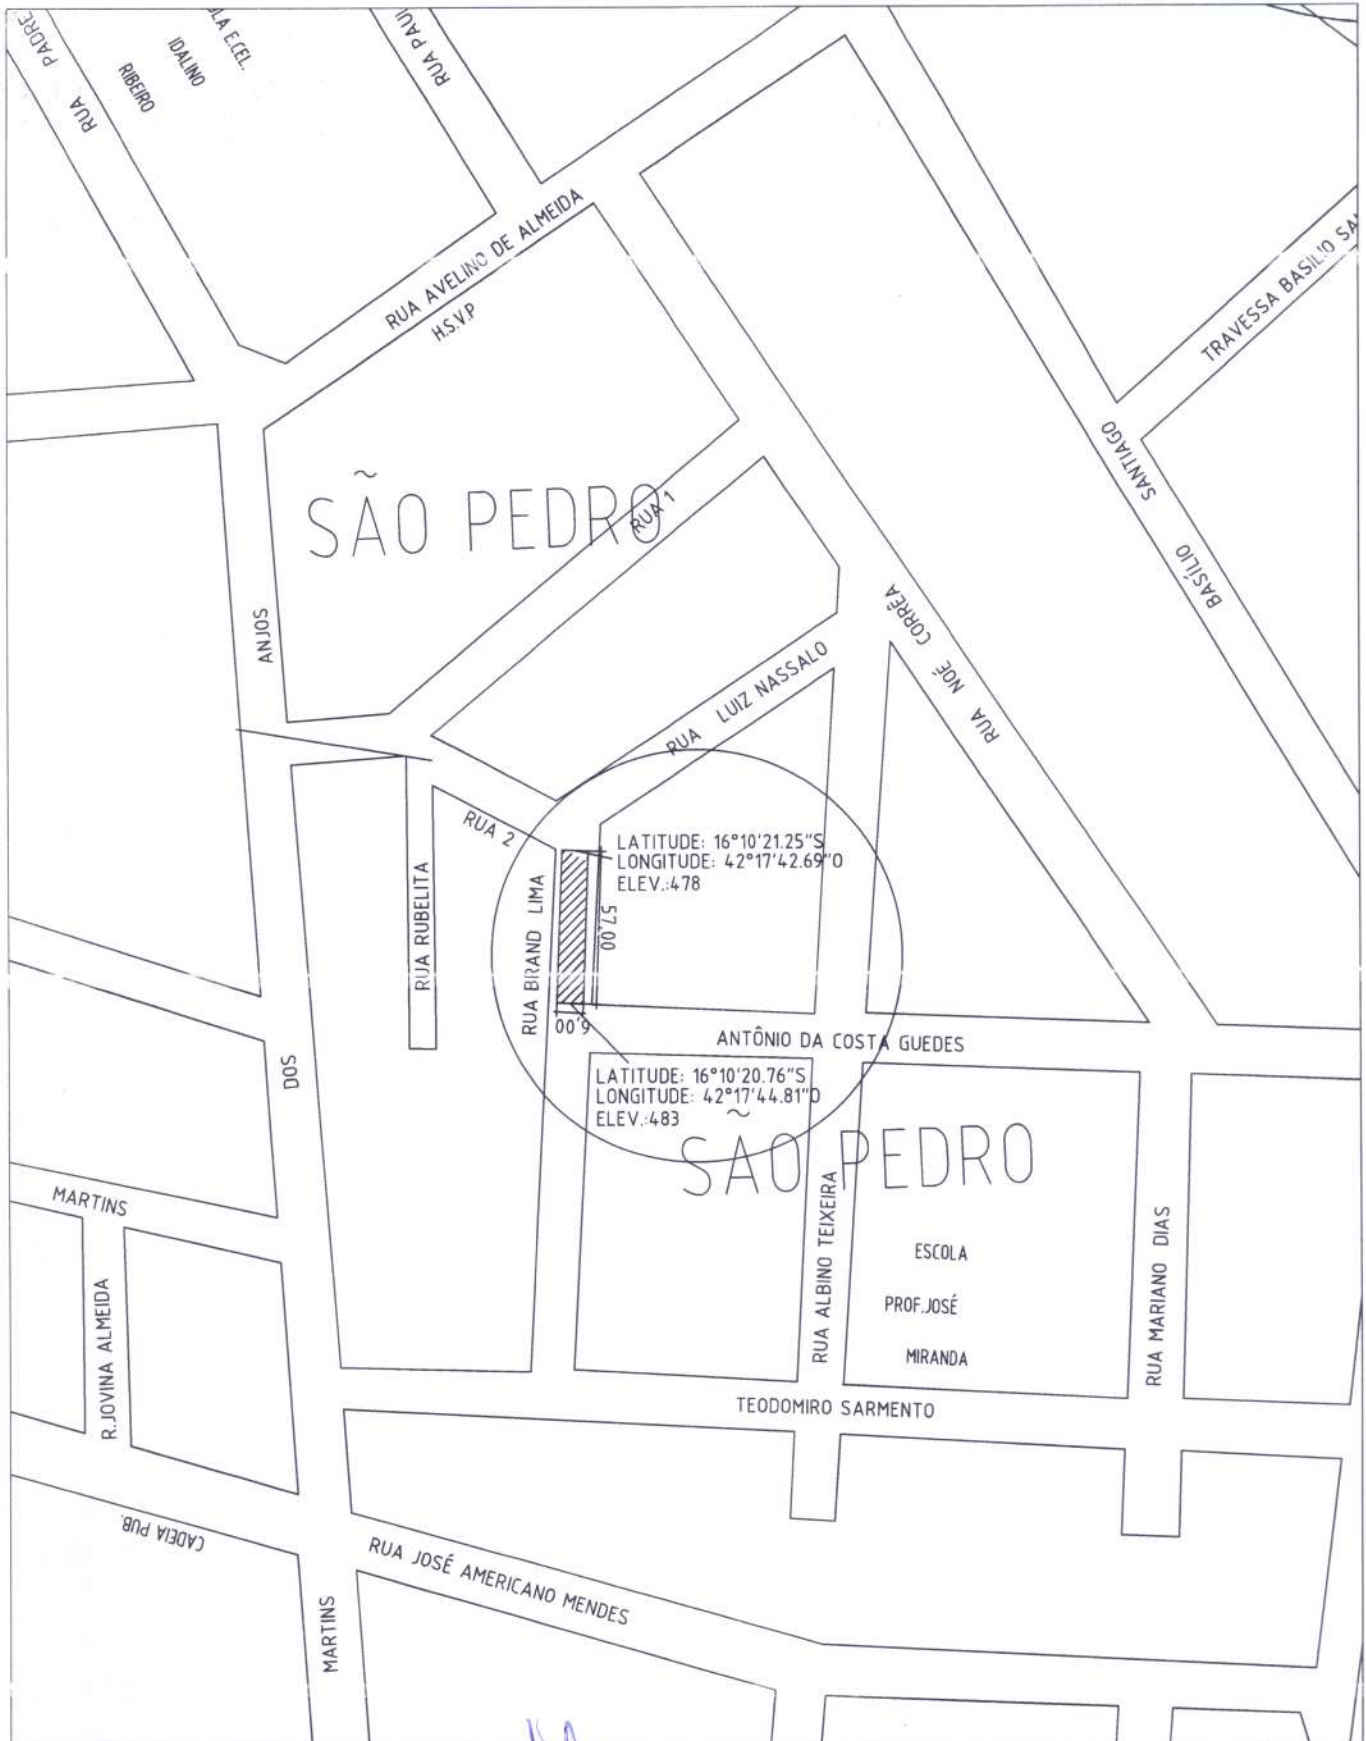 RUA PADRE
RIBEIRO
IDALINO
LA E.CEL.
RUA PAUL
RUA AVELINO DE ALMEIDA
H.S.V.P
TRAVESSA BASILIO SA
SANTIAGO
BASÍLIO
SÃO PEDRO
RUA 1
ANJOS
RUA NOÉ CORRÊA
RUA LUIZ NASSALO
RUA 2
LATITUDE: 16°10'21.25"S
LONGITUDE: 42°17'42.69"O
ELEV.:478
RUA RUBELITA
RUA BRAND LIMA
57.00
6.00
ANTÔNIO DA COSTA GUEDES
DOS
LATITUDE: 16°10'20.76"S
LONGITUDE: 42°17'44.81"O
ELEV.:483
SÃO PEDRO
MARTINS
R.JOVINA ALMEIDA
RUA ALBINO TEIXEIRA
ESCOLA
PROF.JOSÉ
MIRANDA
RUA MARIANO DIAS
TEODOMIRO SARMENTO
CADEIA PUB.
RUA JOSÉ AMERICANO MENDES
MARTINS